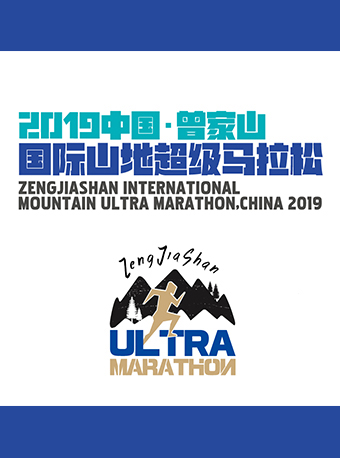 2019中国·曾家山
国际山地超级马拉松
ZENGJIASHAN INTERNATIONAL
MOUNTAIN ULTRA MARATHON,CHINA 2019
ZengJiaShan
ULTRA
MARATHON